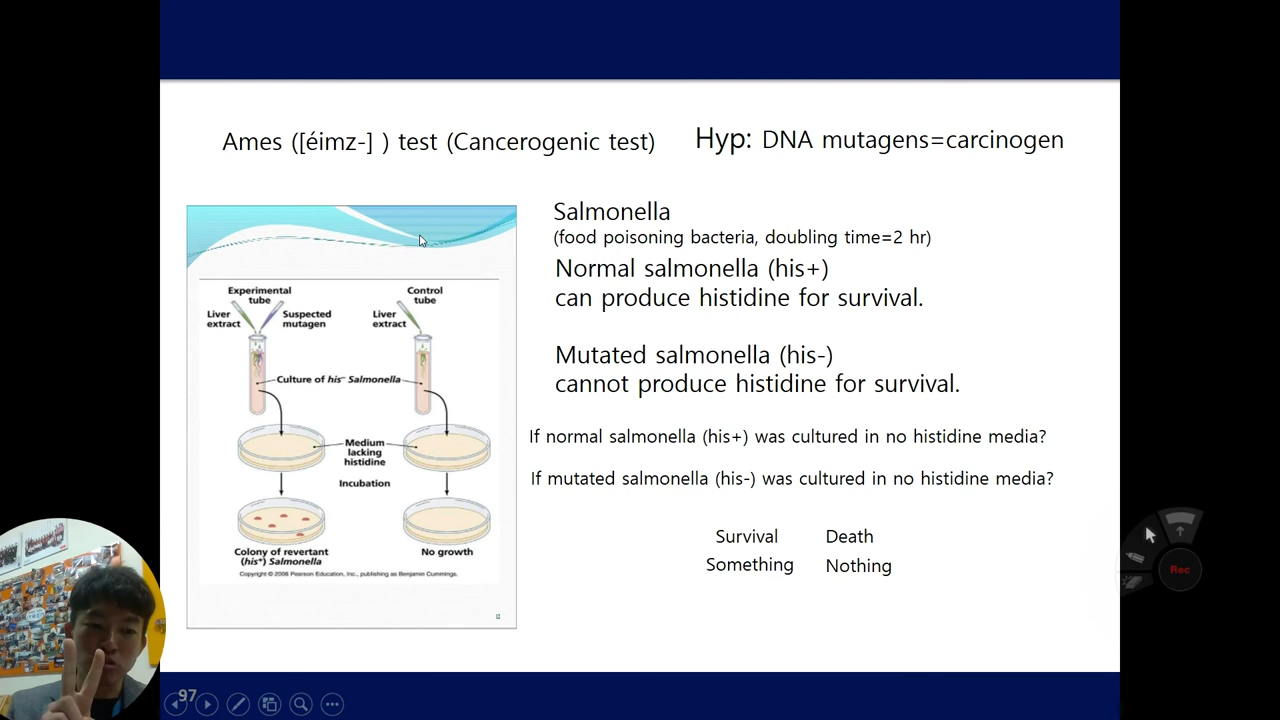 Ames ([éimz-] ) test (Cancerogenic test)
Hyp: DNA mutagens=carcinogen
Experimental
tube
Control
tube
Liver
extract
Suspected
mutagen
Liver
extract
Culture of his⁻ Salmonella
Medium
lacking
histidine
Incubation
Colony of revertant
(his⁺) Salmonella
No growth
Copyright © 2006 Pearson Education, Inc., publishing as Benjamin Cummings.
Salmonella
(food poisoning bacteria, doubling time=2 hr)
Normal salmonella (his+)
can produce histidine for survival.
Mutated salmonella (his-)
cannot produce histidine for survival.
If normal salmonella (his+) was cultured in no histidine media?
If mutated salmonella (his-) was cultured in no histidine media?
Survival Death
Something Nothing
Rec
97